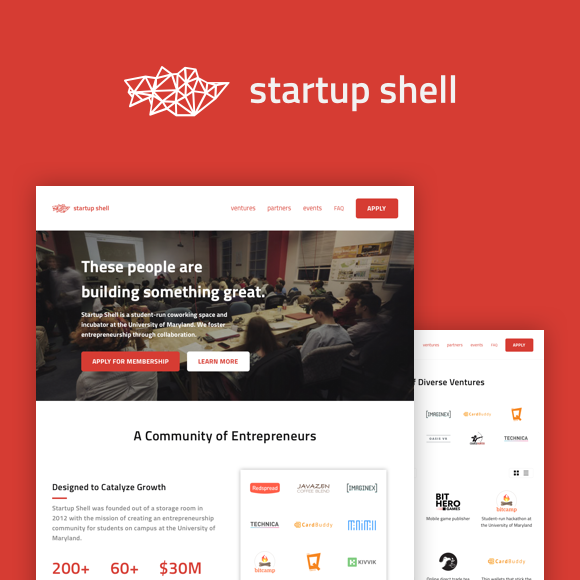 startup shell
startup shell
ventures partners events FAQ APPLY
These people are
building something great.
Startup Shell is a student-run coworking space and
incubator at the University of Maryland. We foster
entrepreneurship through collaboration.
APPLY FOR MEMBERSHIP LEARN MORE
A Community of Entrepreneurs
Designed to Catalyze Growth
Startup Shell was founded out of a storage room in
2012 with the mission of creating an entrepreneurship
community for students on campus at the University of
Maryland.
200+ 60+ $30M
Redspread JAVAZEN [IMAGINEX]
COFFEE BLEND
TECHNICA CardBuddy
bitcamp KIVVIK
ventures partners events FAQ APPLY
f Diverse Ventures
[IMAGINEX] CardBuddy
OASIS VR TECHNICA
BIT
HERO
GAMES bitcamp
Mobile game publisher Student run hackathon at
the University of Maryland
CardBuddy